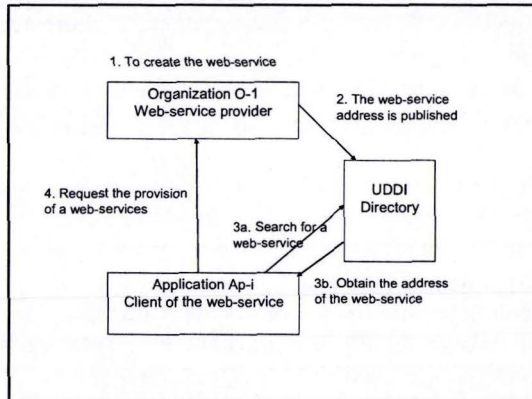 1. To create the web-service
Organization O-1
Web-service provider
2. The web-service
address is published
UDDI
Directory
4. Request the provision
of a web-services
3a. Search for a
web-service
Application Ap-i
Client of the web-service
3b. Obtain the address
of the web-service